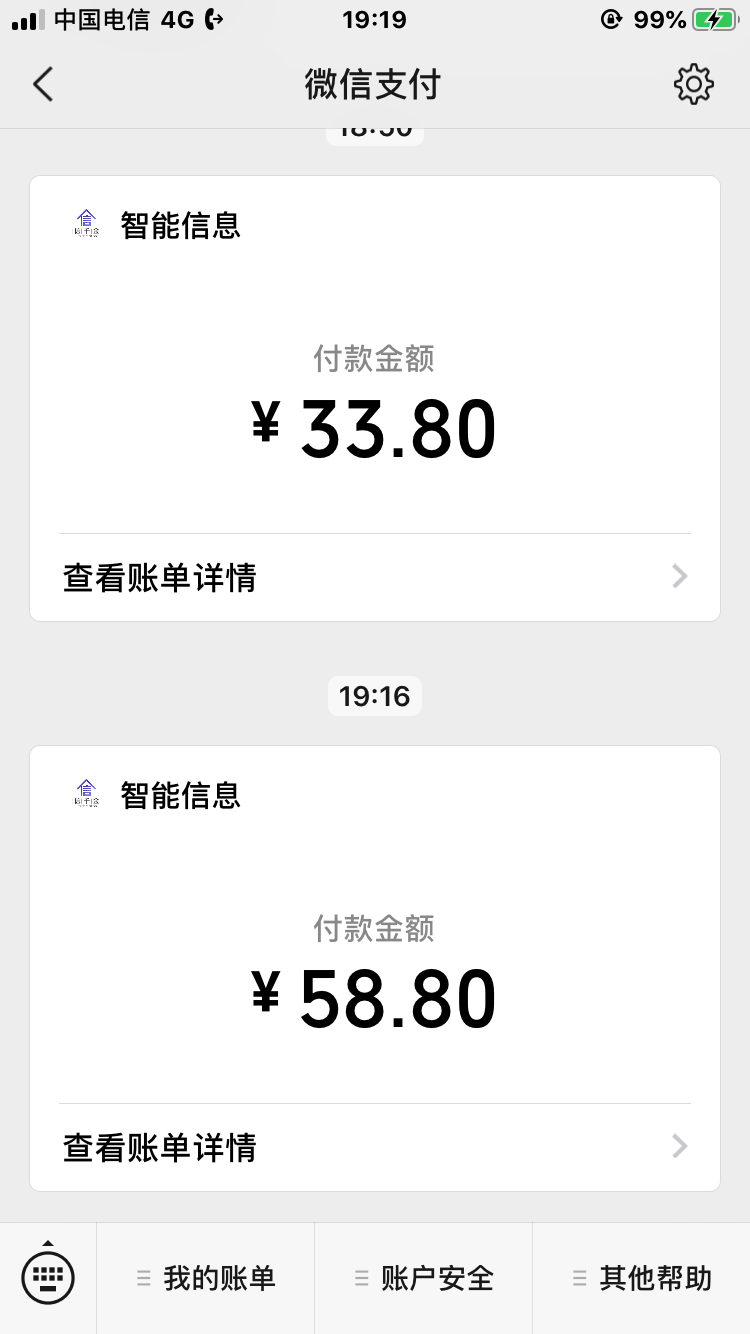 中国电信 4G 19:19 99%
微信支付
智能信息
付款金额
¥ 33.80
查看账单详情
19:16
智能信息
付款金额
¥ 58.80
查看账单详情
我的账单 账户安全 其他帮助